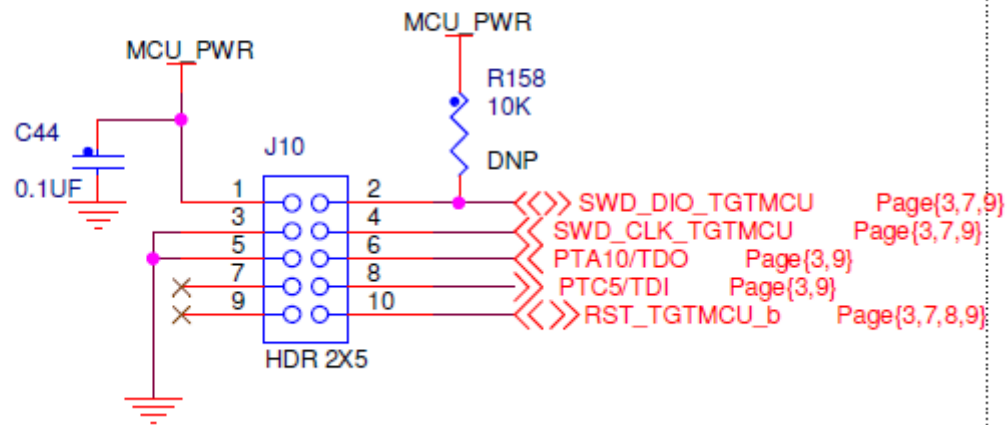 MCU_PWR
MCU_PWR
R158
10K
C44
J10
DNP
0.1UF
1 2 SWD_DIO_TGTMCU Page{3,7,9}
3 4 SWD_CLK_TGTMCU Page{3,7,9}
5 6 PTA10/TDO Page{3,9}
7 8 PTC5/TDI Page{3,9}
9 10 RST_TGTMCU_b Page{3,7,8,9}
HDR 2X5